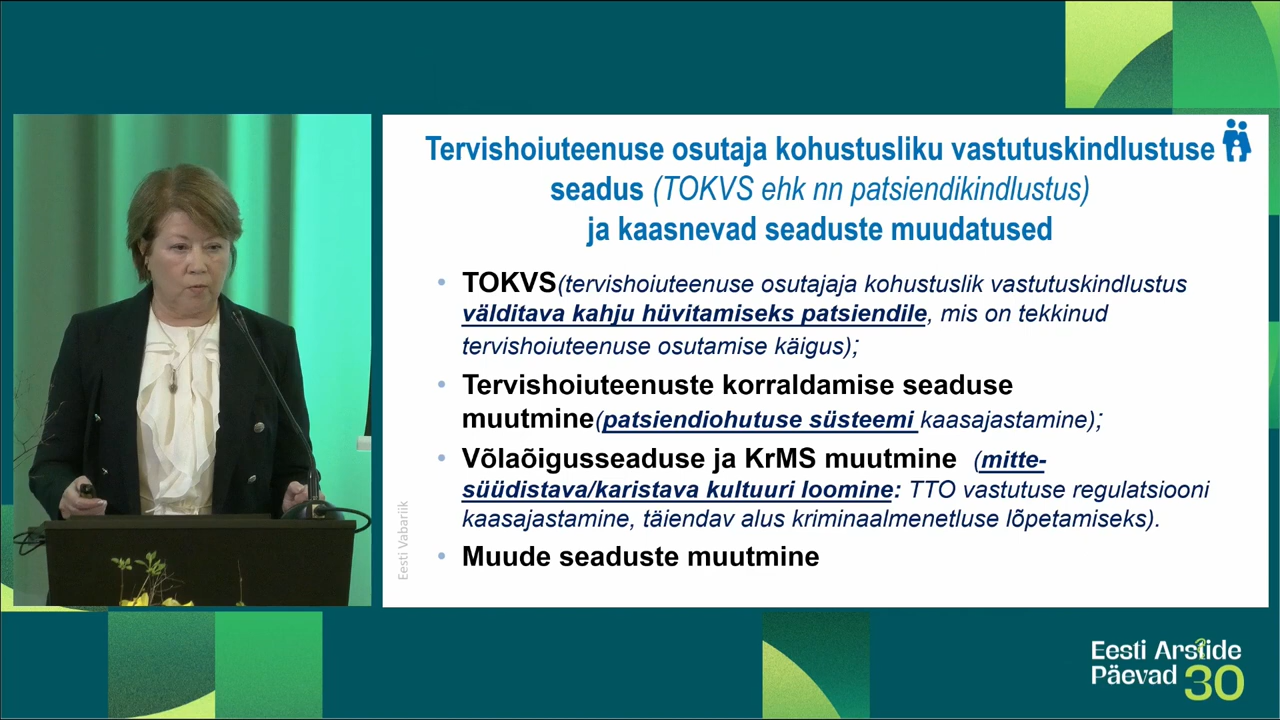 Tervishoiuteenuse osutaja kohustusliku vastutuskindlustuse
seadus (TOKVS ehk nn patsiendikindlustus)
ja kaasnevad seaduste muudatused
• TOKVS(tervishoiuteenuse osutajaja kohustuslik vastutuskindlustus
välditava kahju hüvitamiseks patsiendile, mis on tekkinud
tervishoiuteenuse osutamise käigus);
• Tervishoiuteenuste korraldamise seaduse
muutmine(patsiendiohutuse süsteemi kaasajastamine);
• Võlaõigusseaduse ja KrMS muutmine (mitte-
süüdistava/karistava kultuuri loomine: TTO vastutuse regulatsiooni
kaasajastamine, täiendav alus kriminaalmenetluse lõpetamiseks).
• Muude seaduste muutmine
Eesti Vabariik
Eesti Arstide
Päevad 30